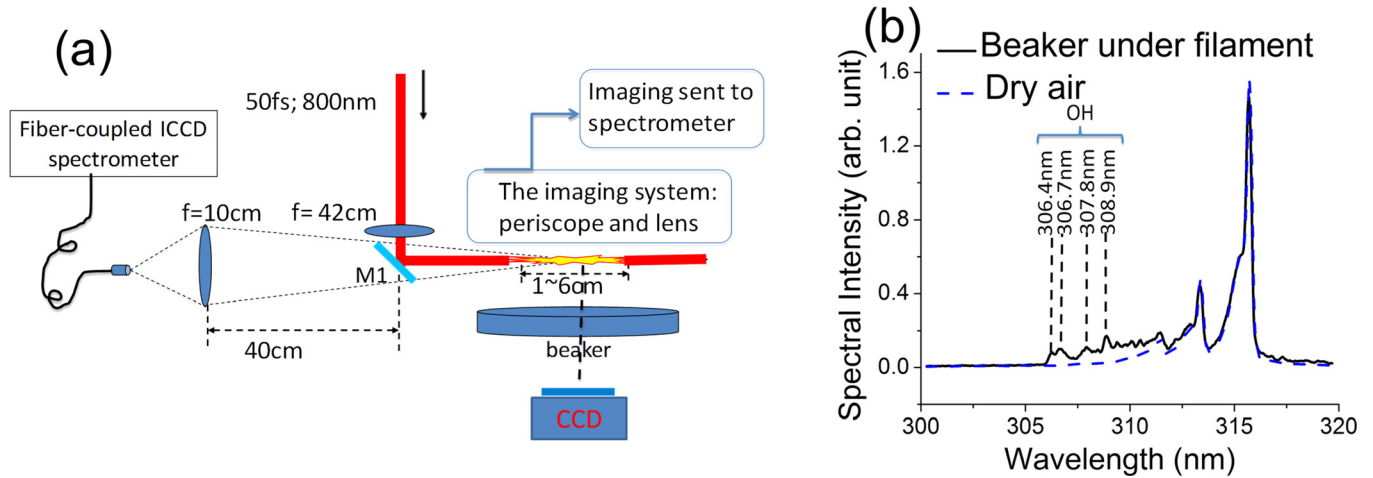 (a)
50fs; 800nm
Imaging sent to
spectrometer
Fiber-coupled ICCD
spectrometer
The imaging system:
periscope and lens
f=10cm
f= 42cm
M1
1~6cm
40cm
beaker
CCD
(b)
Beaker under filament
Dry air
OH
306.4nm
306.7nm
307.8nm
308.9nm
Spectral Intensity (arb. unit)
1.6
1.2
0.8
0.4
0.0
300
305
310
315
320
Wavelength (nm)